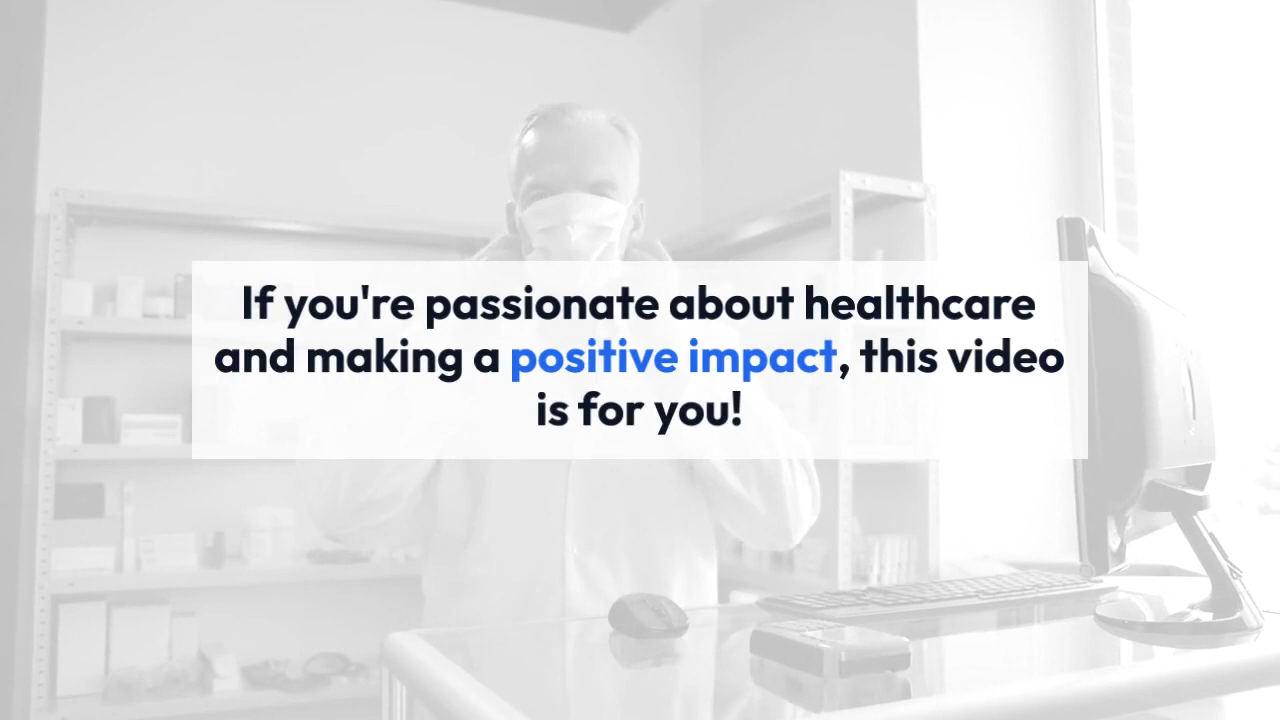 If you're passionate about healthcare
and making a positive impact, this video
is for you!